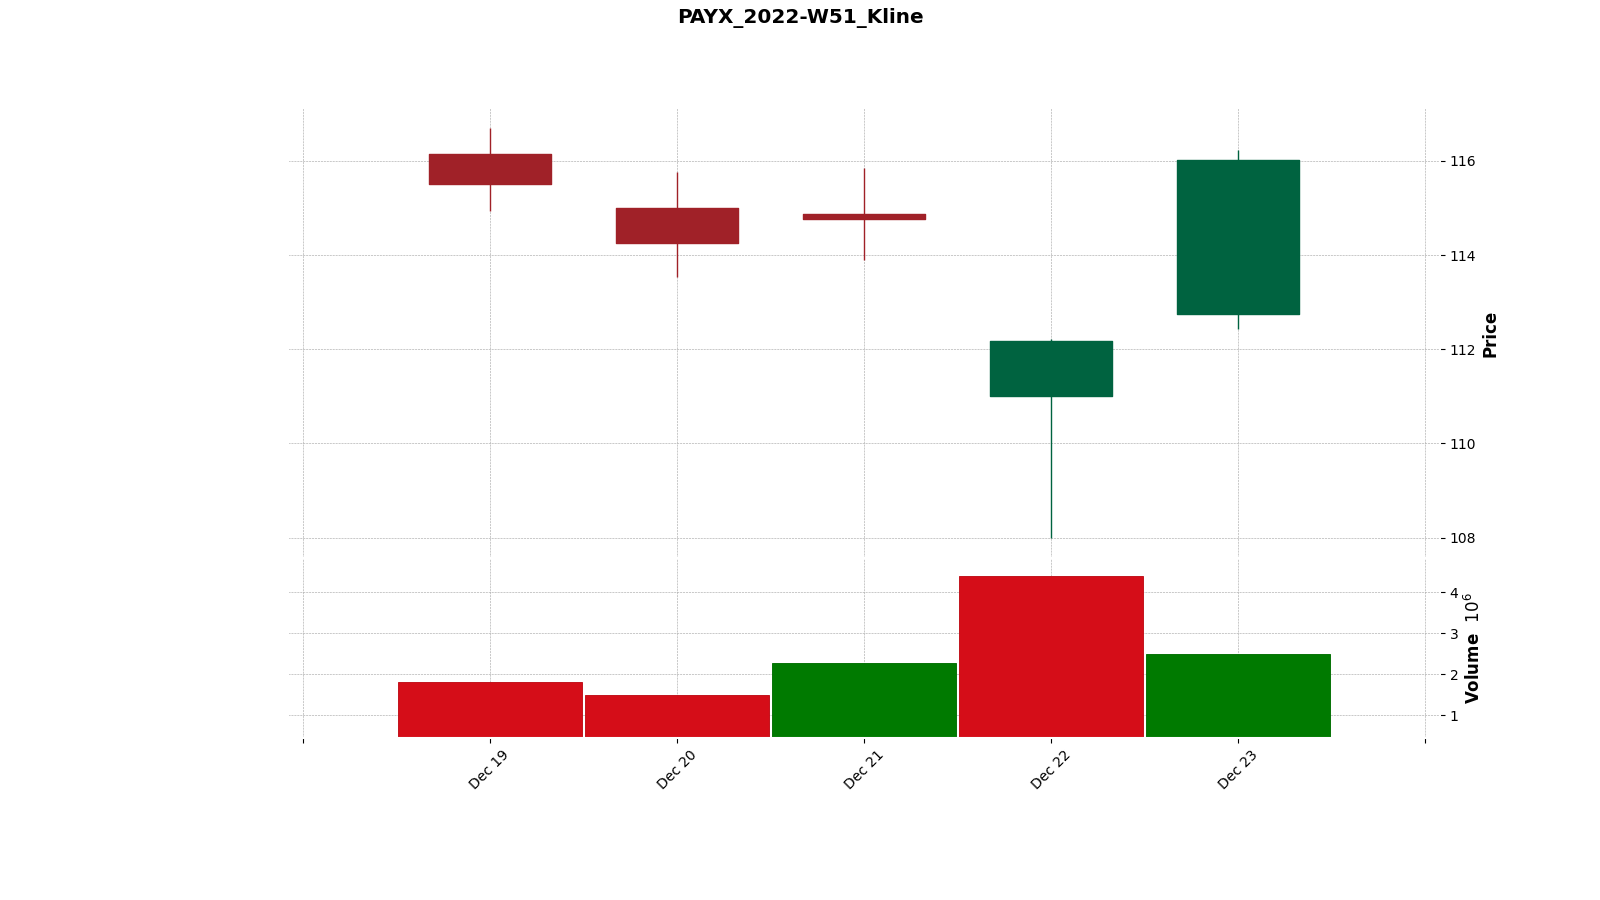 PAYX_2022-W51_Kline
116
114
112
110
108
Price
4
3
2
1
Volume 10^6
Dec 19
Dec 20
Dec 21
Dec 22
Dec 23